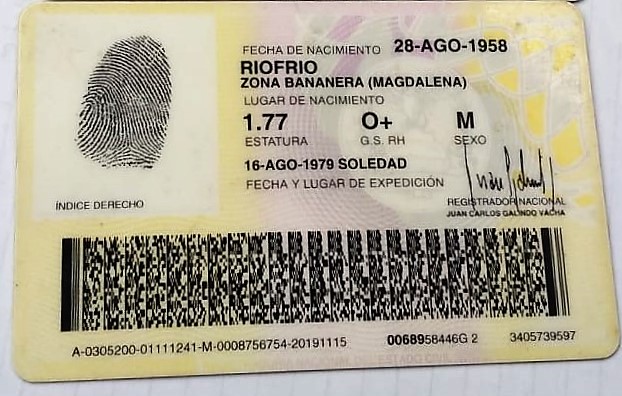 FECHA DE NACIMIENTO 28-AGO-1958
RIOFRIO
ZONA BANANERA (MAGDALENA)
LUGAR DE NACIMIENTO
1.77 O+ M
ESTATURA G.S. RH SEXO
16-AGO-1979 SOLEDAD
FECHA Y LUGAR DE EXPEDICIÓN
ÍNDICE DERECHO
REGISTRADOR NACIONAL
JUAN CARLOS GALINDO VACHA
A-0305200-01111241-M-0008756754-20191115 0068958446G 2 3405739597